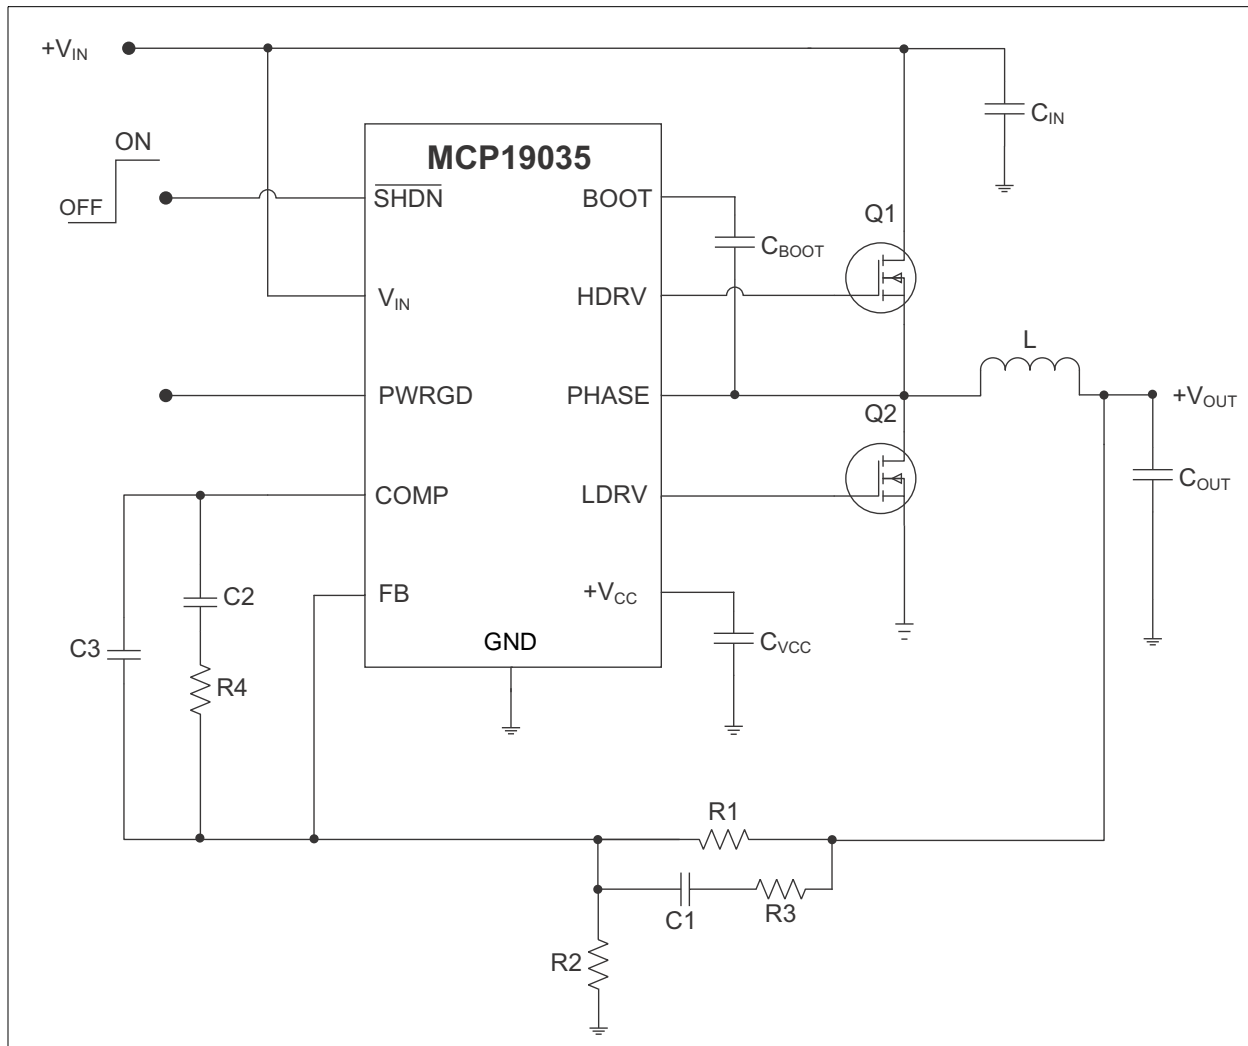 +VIN
CIN
ON
OFF
MCP19035
SHDN
BOOT
Q1
CBOOT
VIN
HDRV
L
PWRGD
PHASE
+VOUT
Q2
COUT
COMP
LDRV
C2
FB
+VCC
GND
CVCC
C3
R4
R1
C1
R3
R2